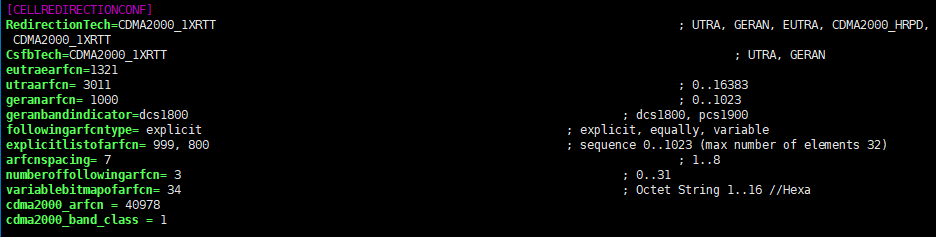 [CELLREDIRECTIONCONF]
RedirectionTech=CDMA2000_1XRTT ; UTRA, GERAN, EUTRA, CDMA2000_HRPD,
CDMA2000_1XRTT
CsfbTech=CDMA2000_1XRTT ; UTRA, GERAN
eutraearfcn=1321
utraarfcn= 3011 ; 0..16383
geranarfcn= 1000 ; 0..1023
geranbandindicator=dcs1800 ; dcs1800, pcs1900
followingarfcntype= explicit ; explicit, equally, variable
explicitlistofarfcn= 999, 800 ; sequence 0..1023 (max number of elements 32)
arfcnspacing= 7 ; 1..8
numberoffollowingarfcn= 3 ; 0..31
variablebitmapofarfcn= 34 ; Octet String 1..16 //Hexa
cdma2000_arfcn = 40978
cdma2000_band_class = 1